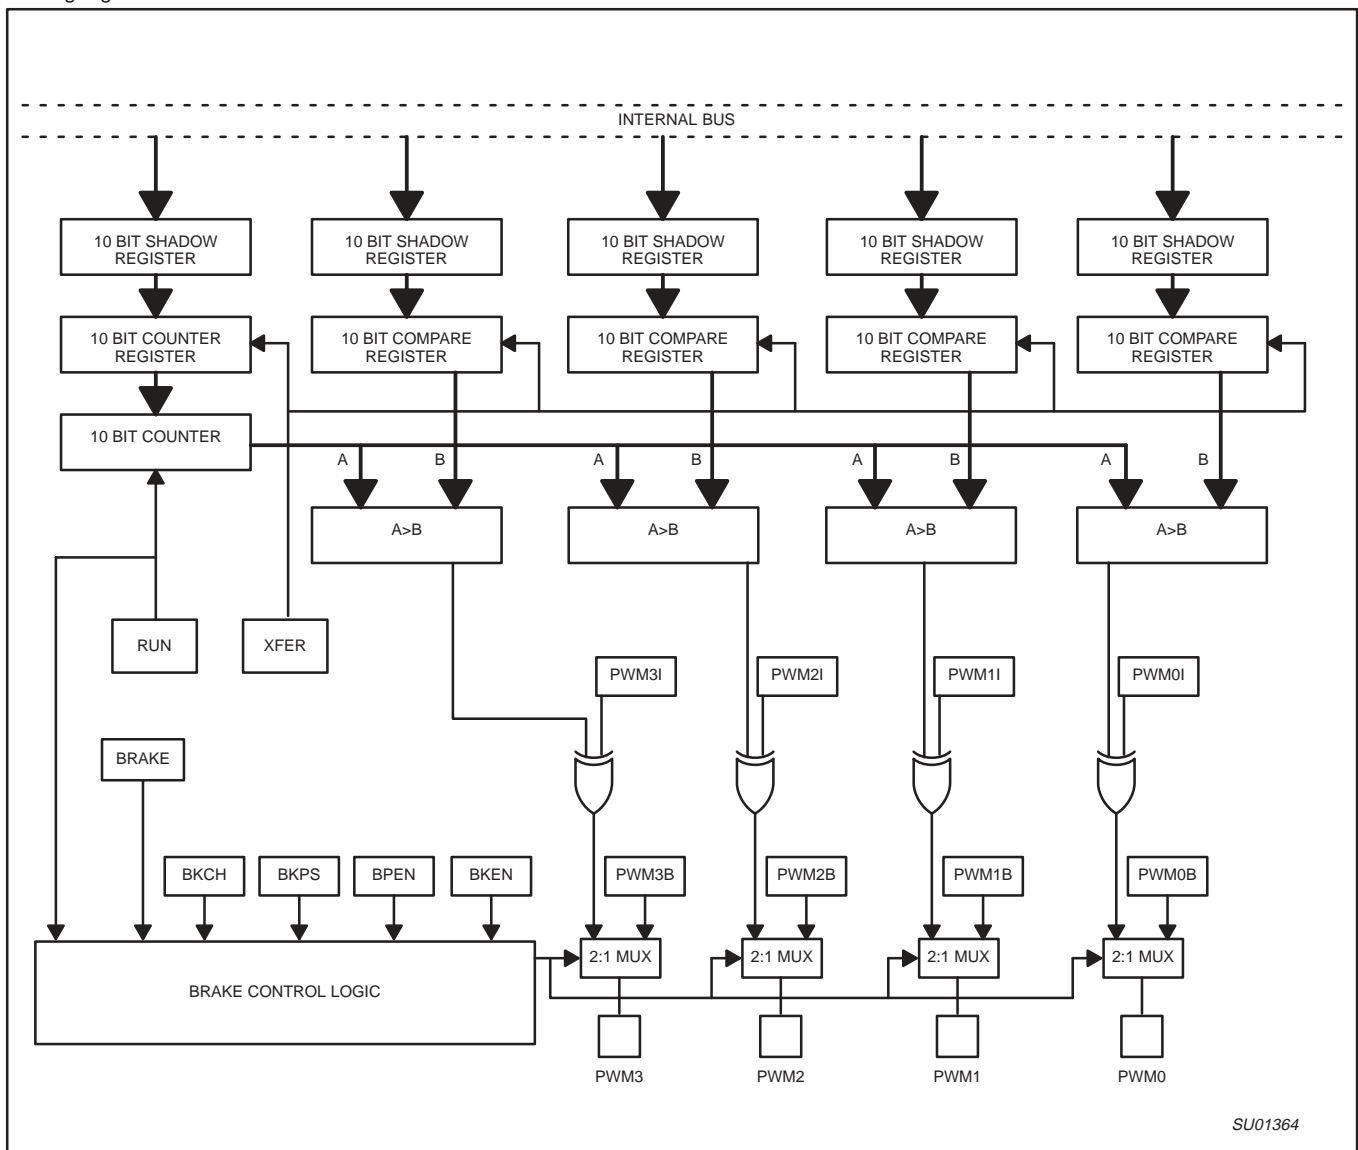 INTERNAL BUS
10 BIT SHADOW
REGISTER
10 BIT SHADOW
REGISTER
10 BIT SHADOW
REGISTER
10 BIT SHADOW
REGISTER
10 BIT SHADOW
REGISTER
10 BIT COUNTER
REGISTER
10 BIT COMPARE
REGISTER
10 BIT COMPARE
REGISTER
10 BIT COMPARE
REGISTER
10 BIT COMPARE
REGISTER
10 BIT COUNTER
A B A B A B A B
A>B A>B A>B A>B
RUN XFER
PWM3I PWM2I PWM1I PWM0I
BRAKE
BKCH BKPS BPEN BKEN PWM3B PWM2B PWM1B PWM0B
2:1 MUX 2:1 MUX 2:1 MUX 2:1 MUX
BRAKE CONTROL LOGIC
PWM3 PWM2 PWM1 PWM0
SU01364